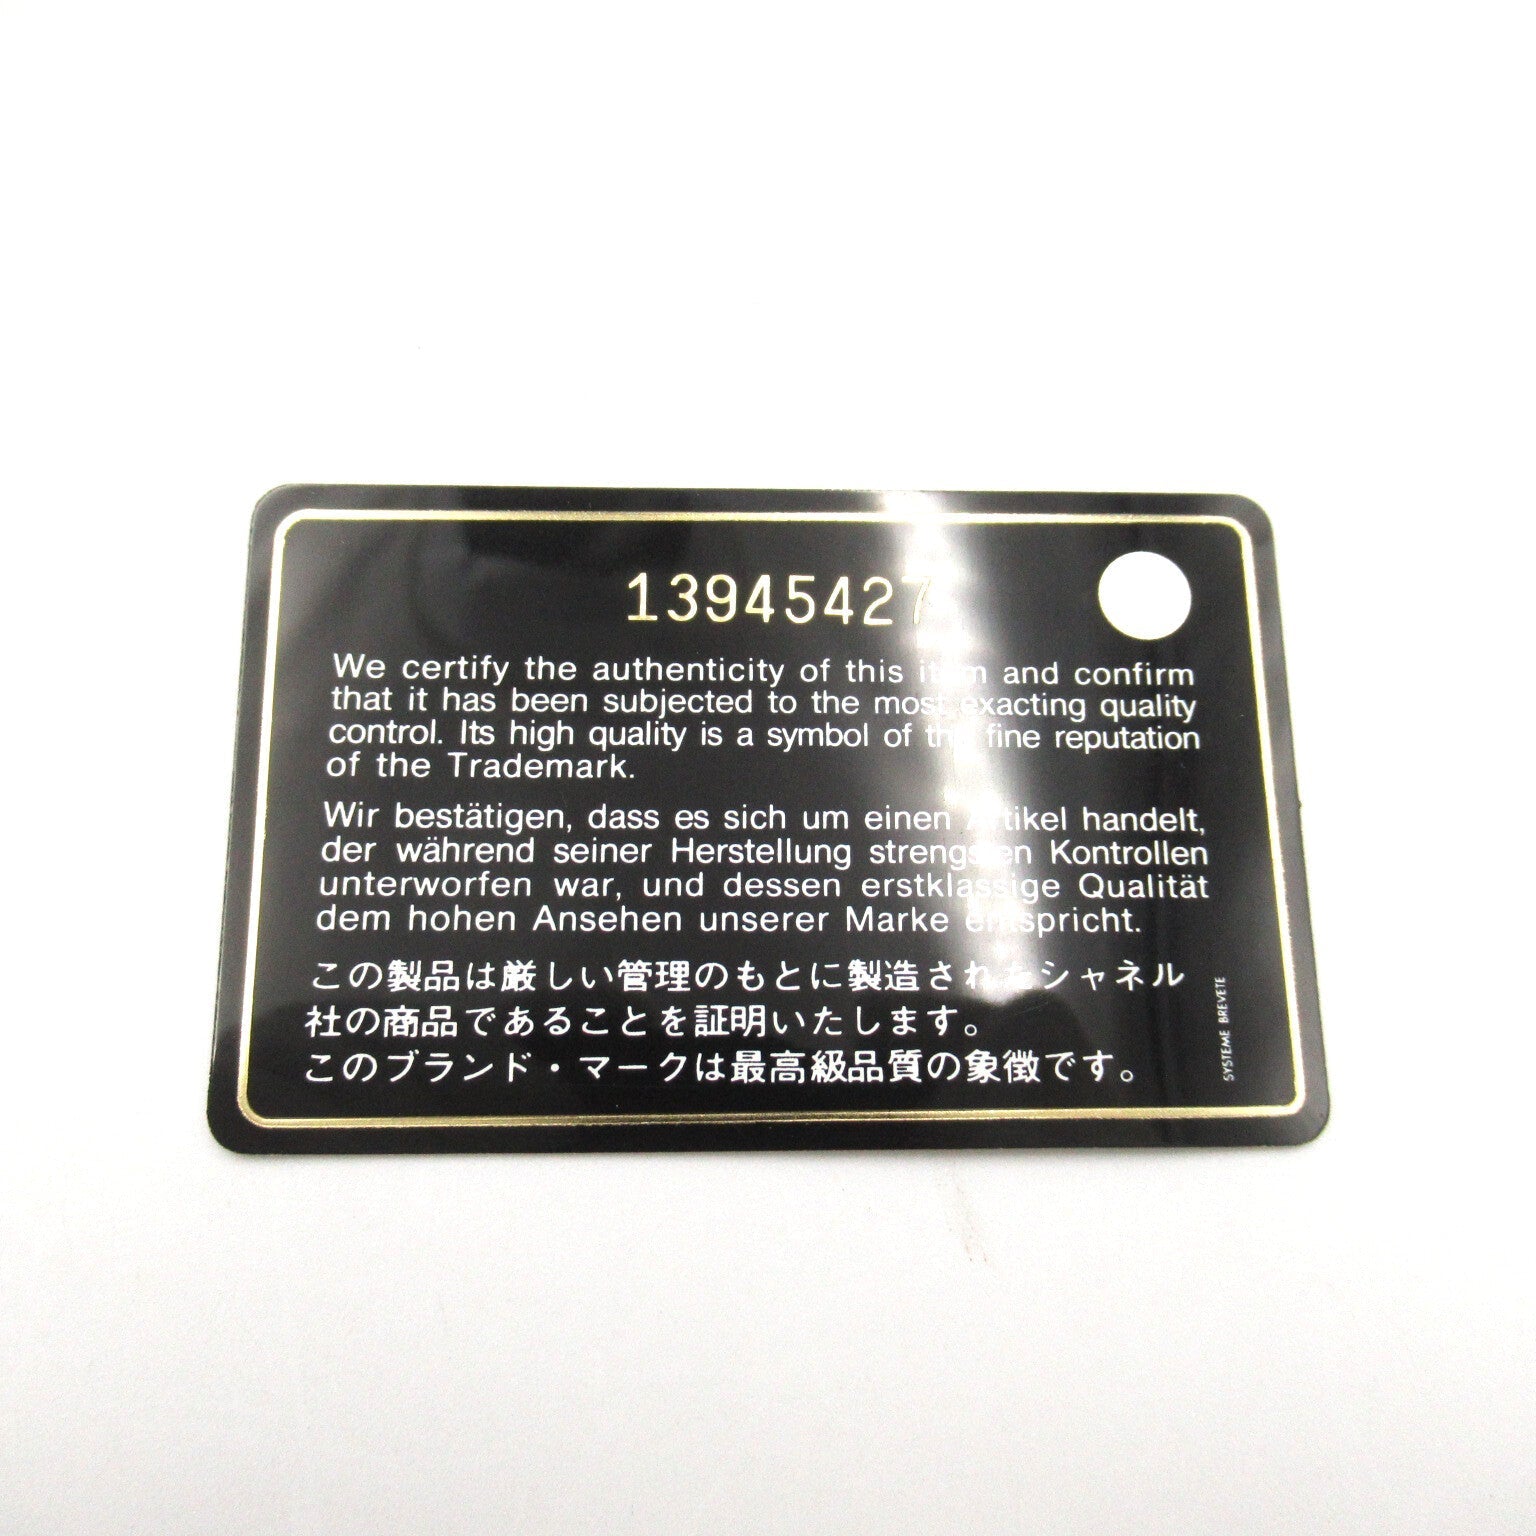 13945427
We certify the authenticity of this item and confirm
that it has been subjected to the most exacting quality
control. Its high quality is a symbol of the fine reputation
of the Trademark.
Wir bestätigen, dass es sich um einen Artikel handelt,
der während seiner Herstellung strengsten Kontrollen
unterworfen war, und dessen erstklassige Qualität
dem hohen Ansehen unserer Marke entspricht.
この製品は厳しい管理のもとに製造されたシャネル
社の商品であることを証明いたします。
このブランド・マークは最高級品質の象徴です。
SYSTEME BREVETE